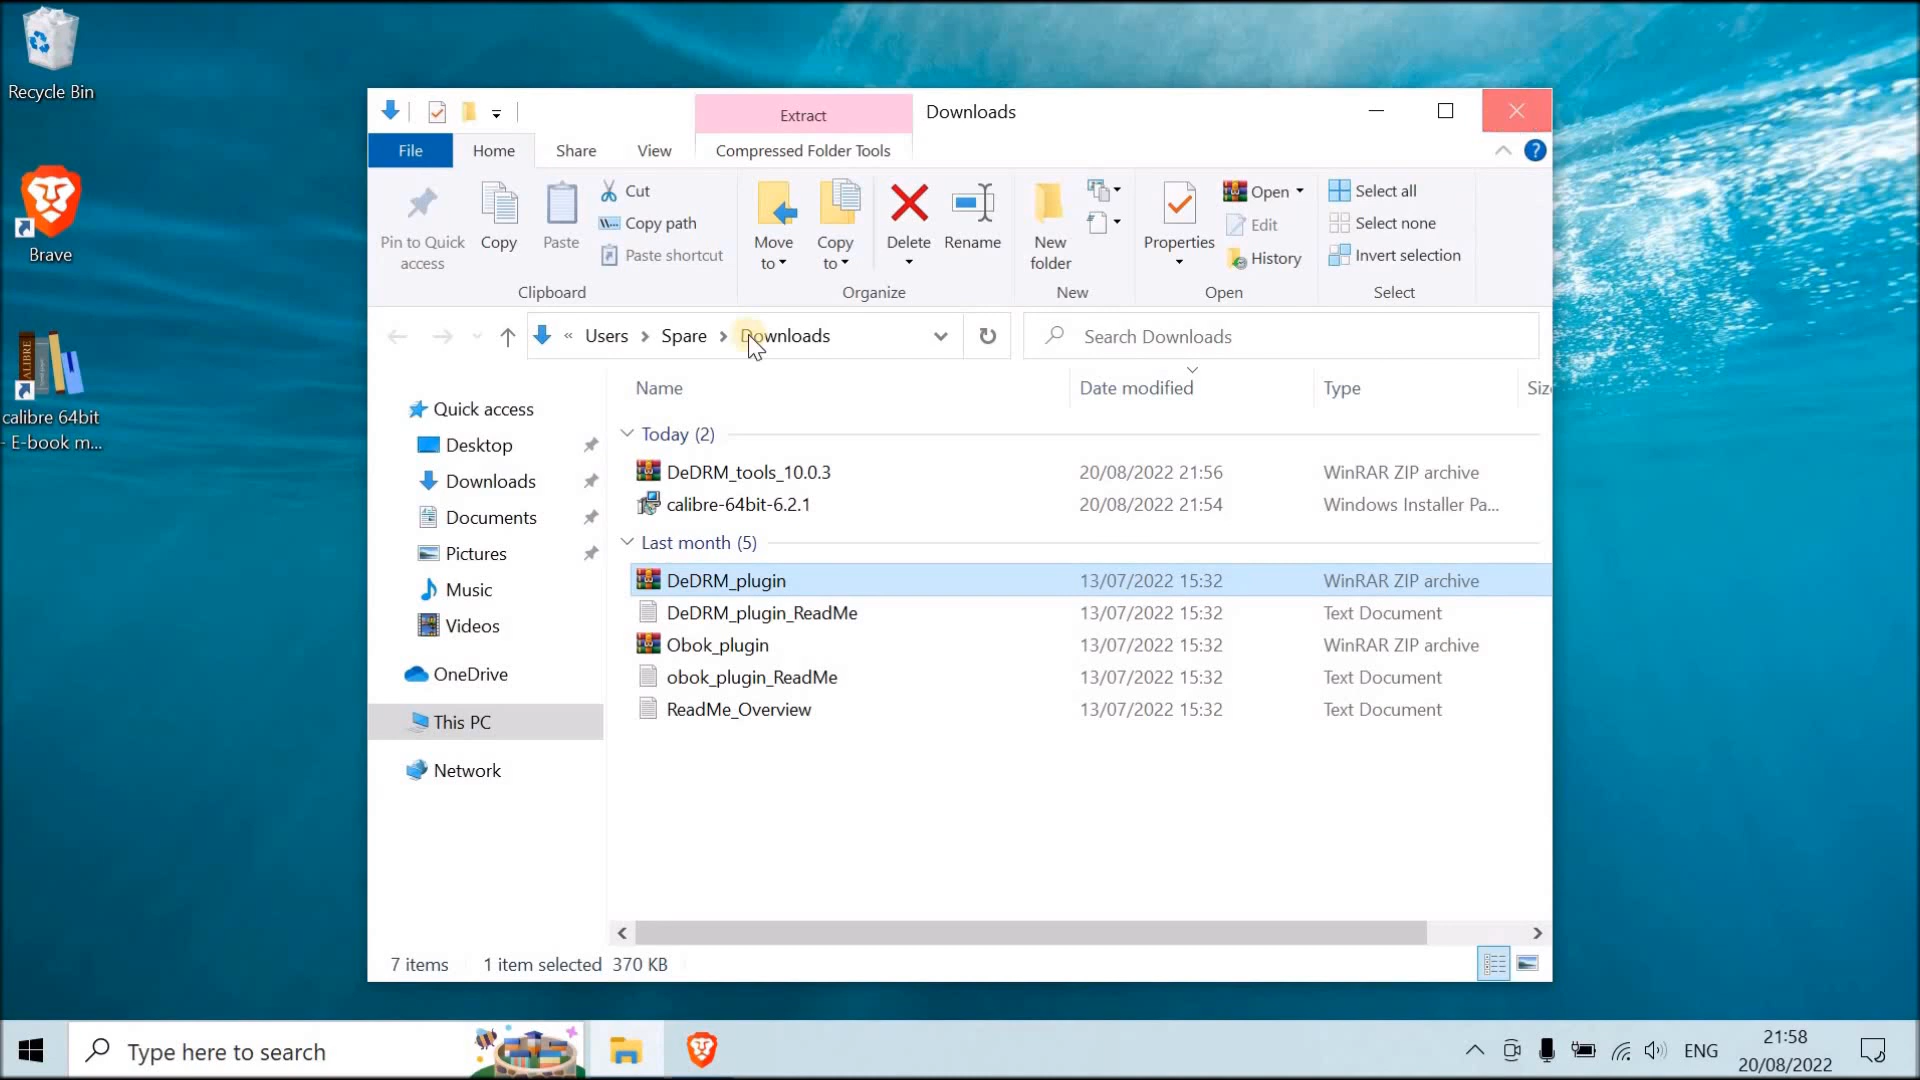 Recycle Bin
Brave
CALIBRE
calibre 64bit
- E-book m...
Extract
Downloads
File
Home
Share
View
Compressed Folder Tools
?
Pin to Quick
access
Copy
Paste
Cut
Copy path
Paste shortcut
Clipboard
Move
to
Copy
to
Delete
Rename
Organize
New
folder
New
Properties
Open
Edit
History
Open
Select all
Select none
Invert selection
Select
« Users > Spare > Downloads
Search Downloads
Name
Date modified
Type
Siz
Quick access
Desktop
Downloads
Documents
Pictures
Music
Videos
OneDrive
This PC
Network
Today (2)
DeDRM_tools_10.0.3 20/08/2022 21:56 WinRAR ZIP archive
calibre-64bit-6.2.1 20/08/2022 21:54 Windows Installer Pa...
Last month (5)
DeDRM_plugin 13/07/2022 15:32 WinRAR ZIP archive
DeDRM_plugin_ReadMe 13/07/2022 15:32 Text Document
Obok_plugin 13/07/2022 15:32 WinRAR ZIP archive
obok_plugin_ReadMe 13/07/2022 15:32 Text Document
ReadMe_Overview 13/07/2022 15:32 Text Document
7 items
1 item selected 370 KB
Type here to search
ENG
21:58
20/08/2022